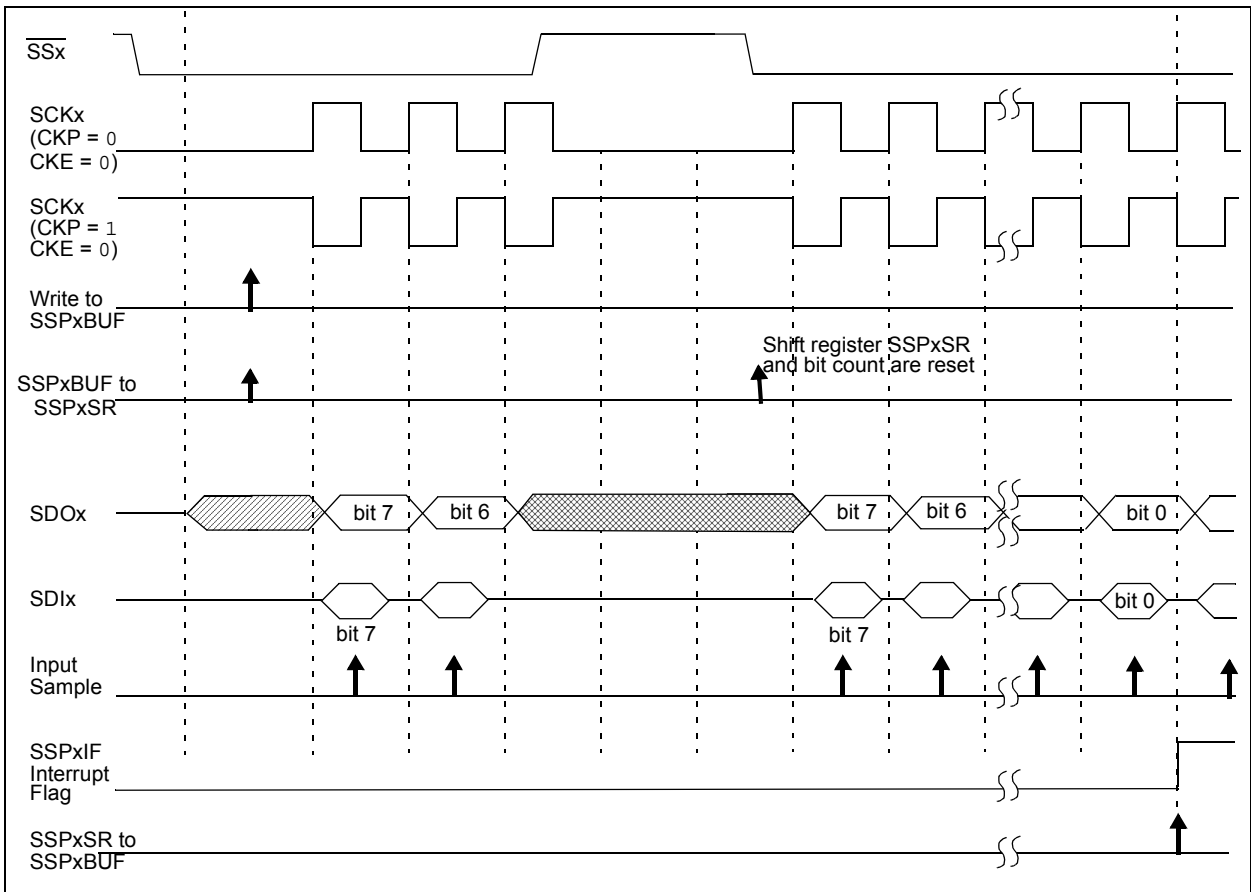 SSx
SCKx
(CKP = 0
CKE = 0)
SCKx
(CKP = 1
CKE = 0)
Write to
SSPxBUF
Shift register SSPxSR
and bit count are reset
SSPxBUF to
SSPxSR
SDOx
bit 7
bit 6
bit 7
bit 6
bit 0
SDIx
bit 0
bit 7
bit 7
Input
Sample
SSPxIF
Interrupt
Flag
SSPxSR to
SSPxBUF